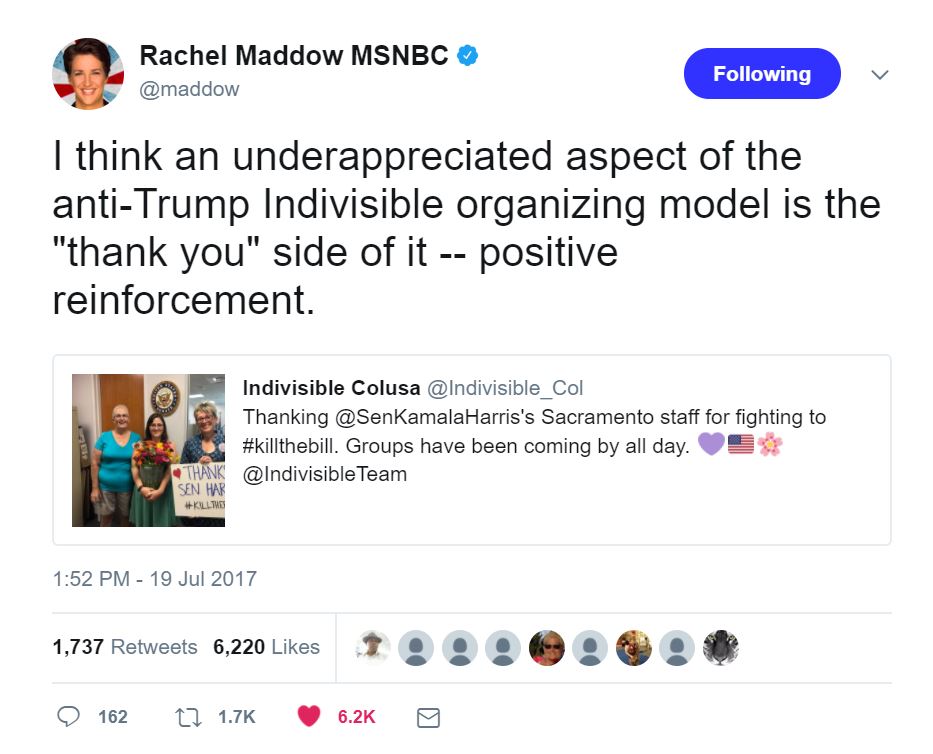 Rachel Maddow MSNBC
@maddow
Following
I think an underappreciated aspect of the
anti-Trump Indivisible organizing model is the
"thank you" side of it -- positive
reinforcement.
Indivisible Colusa @Indivisible_Col
Thanking @SenKamalaHarris's Sacramento staff for fighting to
#killthebill. Groups have been coming by all day. 💜🇺🇸🌸
@IndivisibleTeam
THANK
SEN HAR
#KILLTHE
1:52 PM - 19 Jul 2017
1,737 Retweets 6,220 Likes
162 1.7K 6.2K